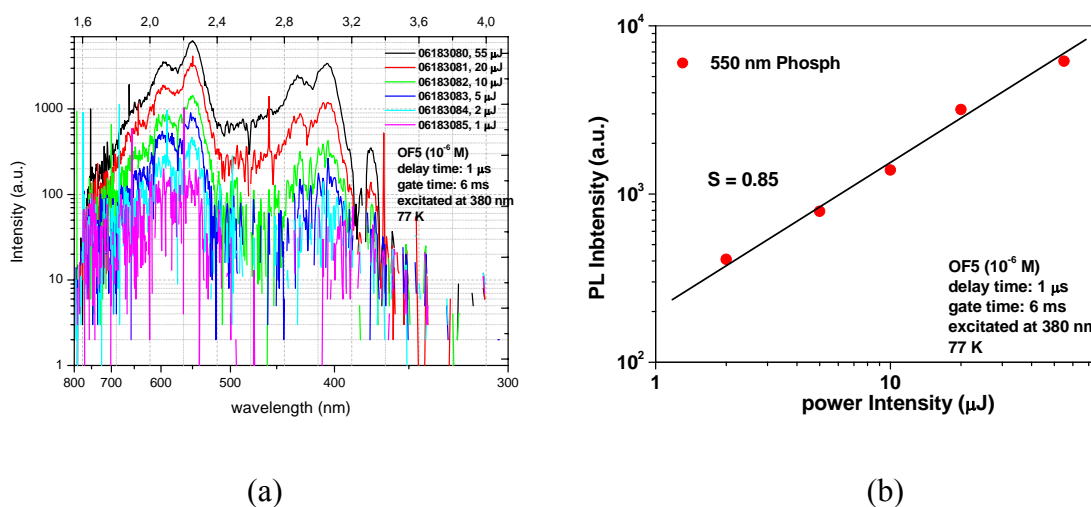 1,6 2,0 2,4 2,8 3,2 3,6 4,0
06183080, 55 μJ
06183081, 20 μJ
06183082, 10 μJ
06183083, 5 μJ
06183084, 2 μJ
06183085, 1 μJ
OF5 (10⁻⁶ M)
delay time: 1 μs
gate time: 6 ms
excitated at 380 nm
77 K
Intensity (a.u.)
1000
100
10
1
800 700 600 500 400 300
wavelength (nm)
(a)
550 nm Phosph
S = 0.85
OF5 (10⁻⁶ M)
delay time: 1 μs
gate time: 6 ms
excitated at 380 nm
77 K
PL Inbtensity (a.u.)
10⁴
10³
10²
1 10
power Intensity (μJ)
(b)